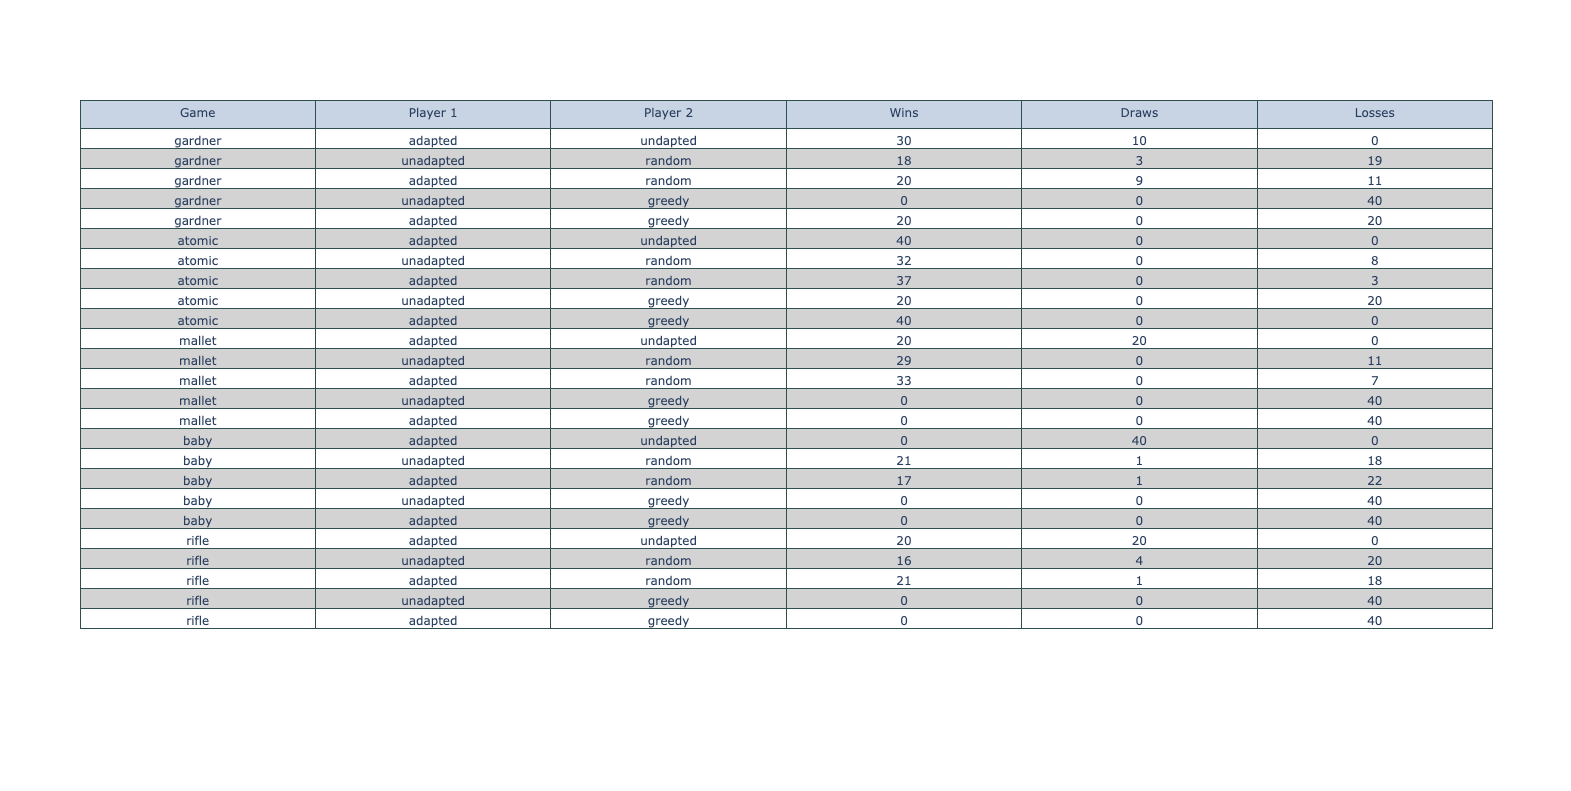 Game Player 1 Player 2 Wins Draws Losses
gardner adapted undapted 30 10 0
gardner unadapted random 18 3 19
gardner adapted random 20 9 11
gardner unadapted greedy 0 0 40
gardner adapted greedy 20 0 20
atomic adapted undapted 40 0 0
atomic unadapted random 32 0 8
atomic adapted random 37 0 3
atomic unadapted greedy 20 0 20
atomic adapted greedy 40 0 0
mallet adapted undapted 20 20 0
mallet unadapted random 29 0 11
mallet adapted random 33 0 7
mallet unadapted greedy 0 0 40
mallet adapted greedy 0 0 40
baby adapted undapted 0 40 0
baby unadapted random 21 1 18
baby adapted random 17 1 22
baby unadapted greedy 0 0 40
baby adapted greedy 0 0 40
rifle adapted undapted 20 20 0
rifle unadapted random 16 4 20
rifle adapted random 21 1 18
rifle unadapted greedy 0 0 40
rifle adapted greedy 0 0 40